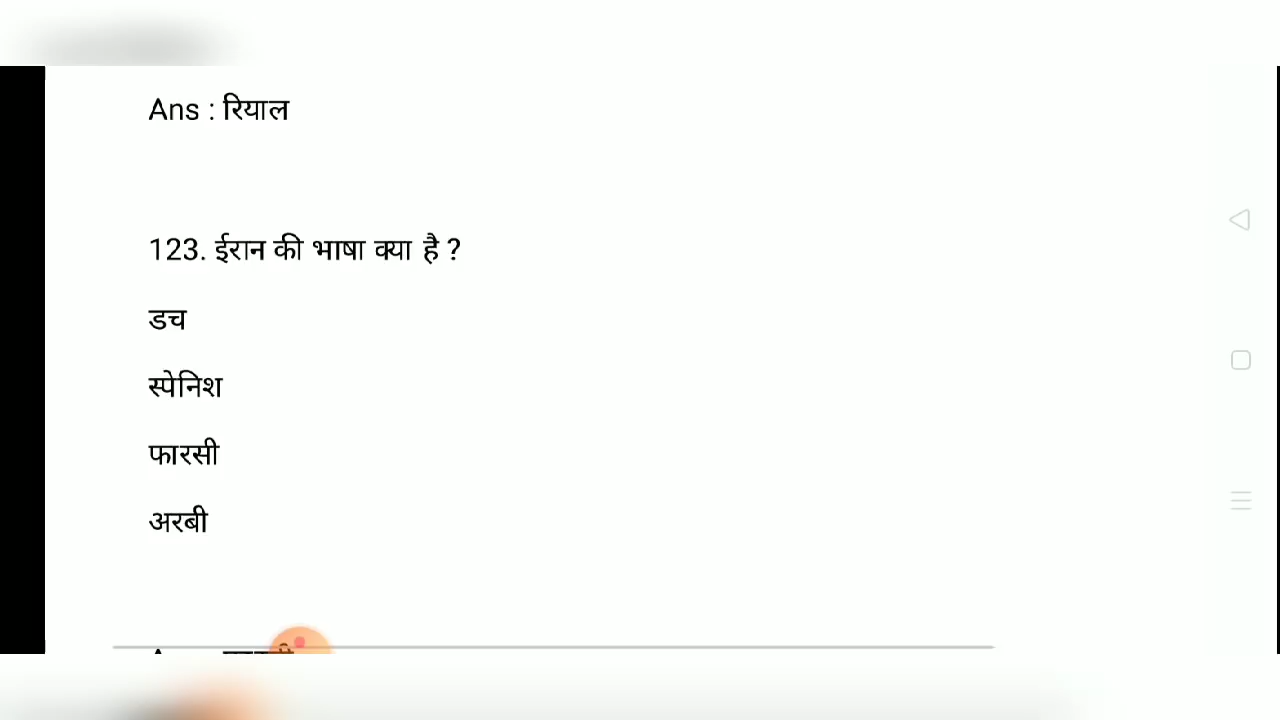 Ans : रियाल
123. ईरान की भाषा क्या है ?
डच
स्पेनिश
फारसी
अरबी